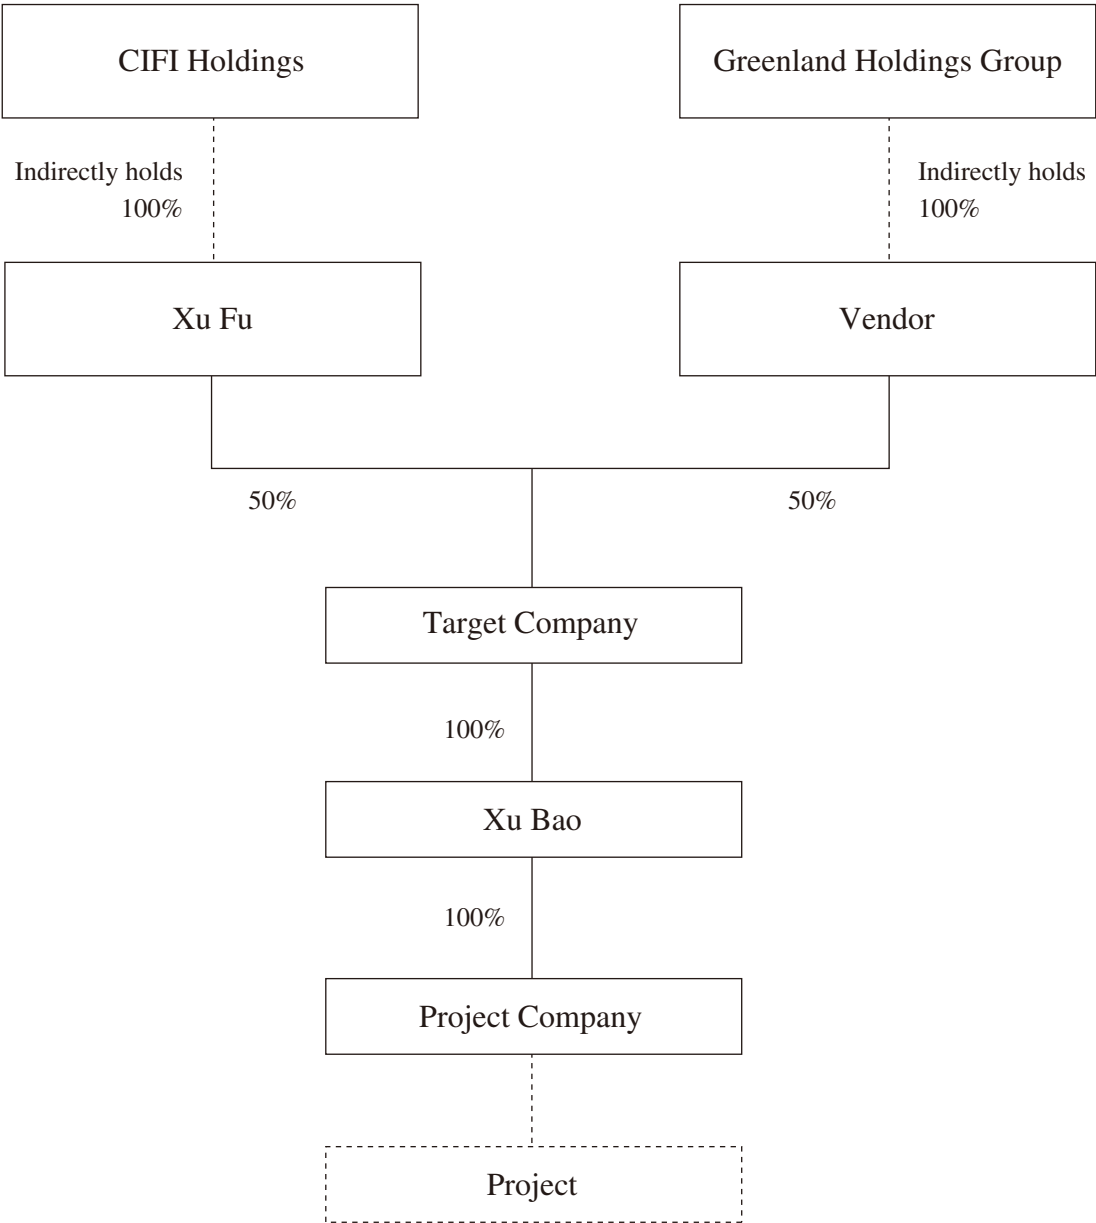 CIFI Holdings
Greenland Holdings Group
Indirectly holds
100%
Indirectly holds
100%
Xu Fu
Vendor
50%
50%
Target Company
100%
Xu Bao
100%
Project Company
Project